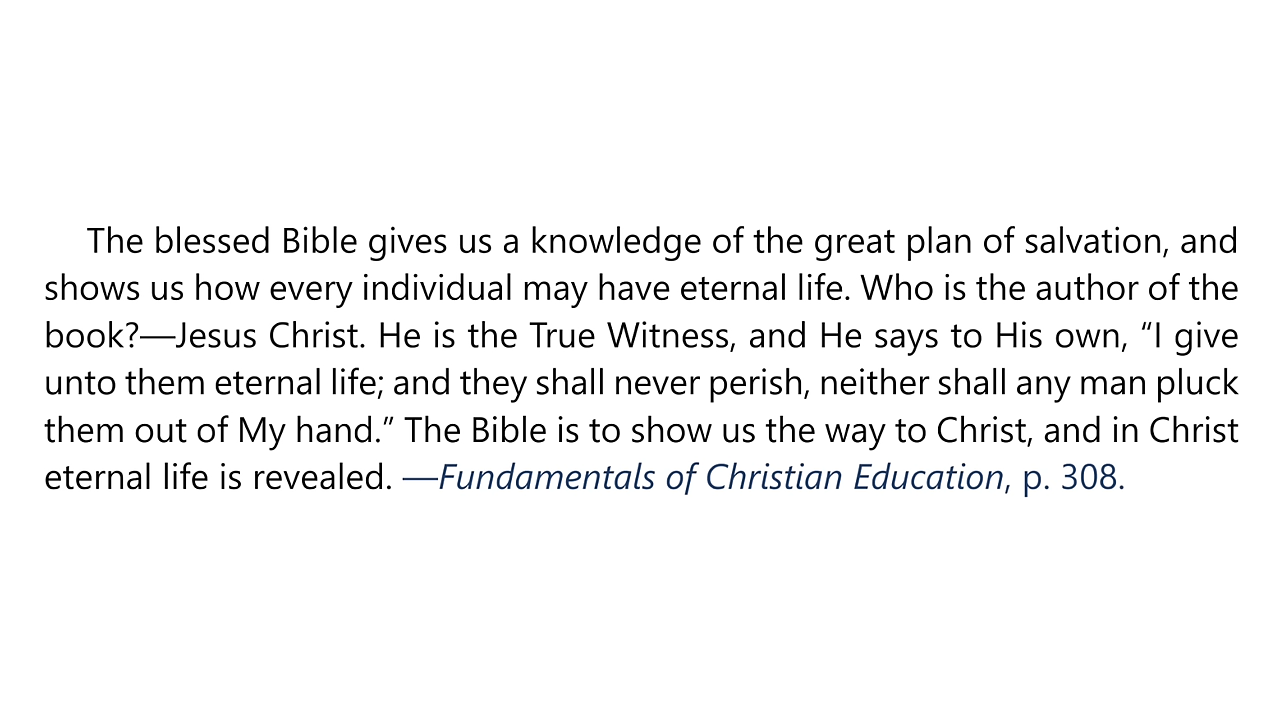 The blessed Bible gives us a knowledge of the great plan of salvation, and
shows us how every individual may have eternal life. Who is the author of the
book?—Jesus Christ. He is the True Witness, and He says to His own, “I give
unto them eternal life; and they shall never perish, neither shall any man pluck
them out of My hand.” The Bible is to show us the way to Christ, and in Christ
eternal life is revealed. —Fundamentals of Christian Education, p. 308.